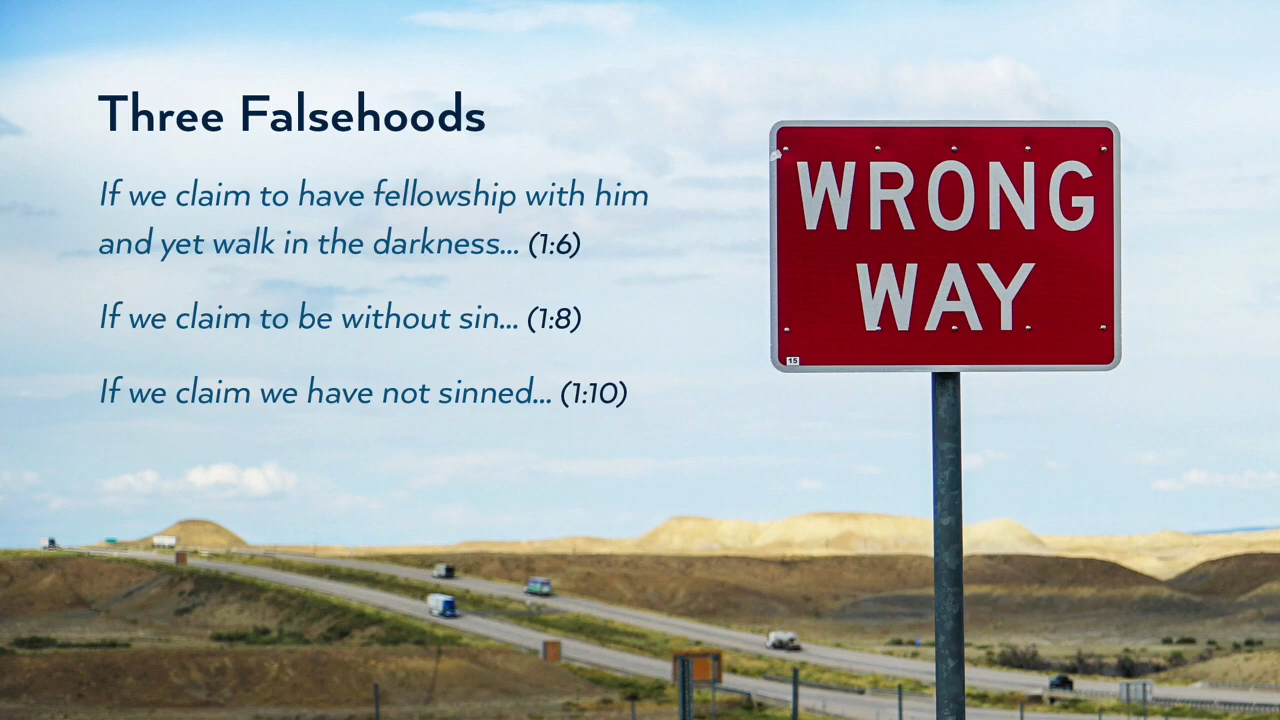 Three Falsehoods
If we claim to have fellowship with him
and yet walk in the darkness... (1:6)
If we claim to be without sin... (1:8)
If we claim we have not sinned... (1:10)
WRONG
WAY
15